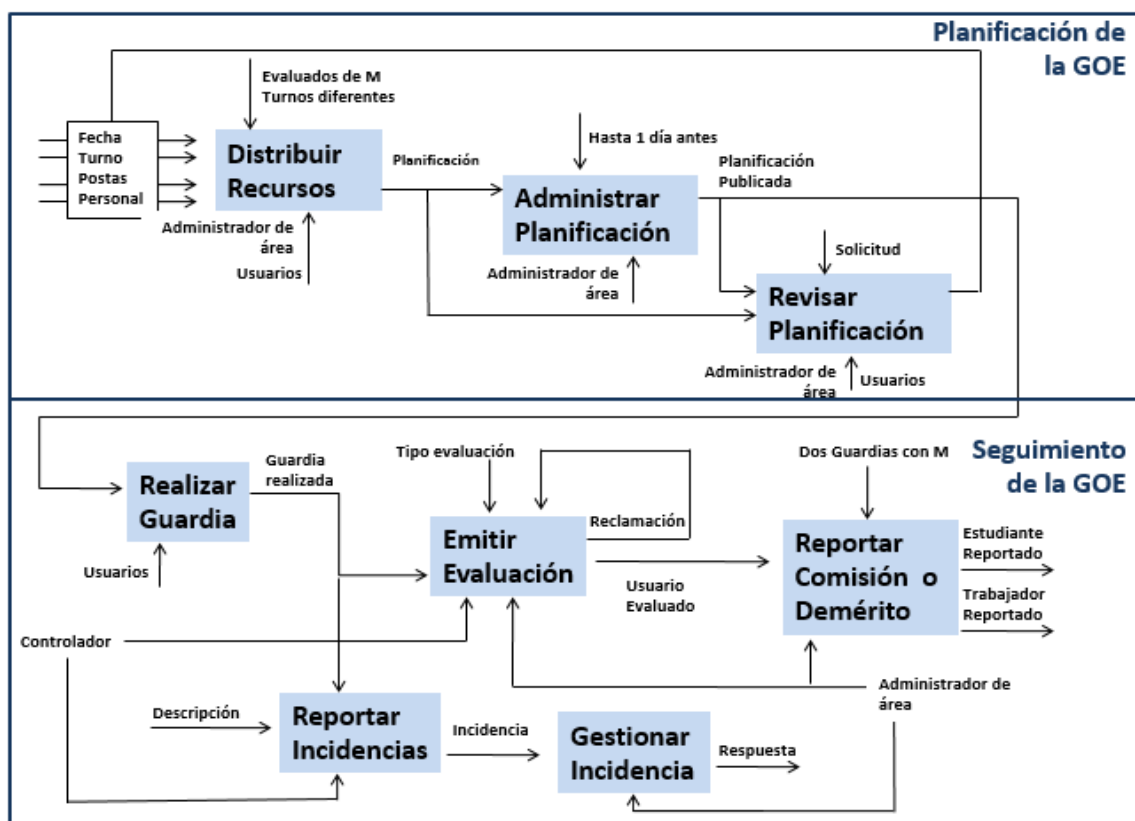 Planificación de
la GOE
Evaluados de M
Turnos diferentes
Fecha
Turno
Postas
Personal
Distribuir
Recursos
Planificación
Hasta 1 día antes
Administrar
Planificación
Planificación
Publicada
Administrador de
área
Usuarios
Administrador de
área
Solicitud
Revisar
Planificación
Administrador de
área
Usuarios
Seguimiento
de la GOE
Realizar
Guardia
Guardia
realizada
Usuarios
Tipo evaluación
Emitir
Evaluación
Reclamación
Usuario
Evaluado
Dos Guardias con M
Reportar
Comisión o
Demérito
Estudiante
Reportado
Trabajador
Reportado
Controlador
Administrador de
área
Descripción
Reportar
Incidencias
Incidencia
Gestionar
Incidencia
Respuesta